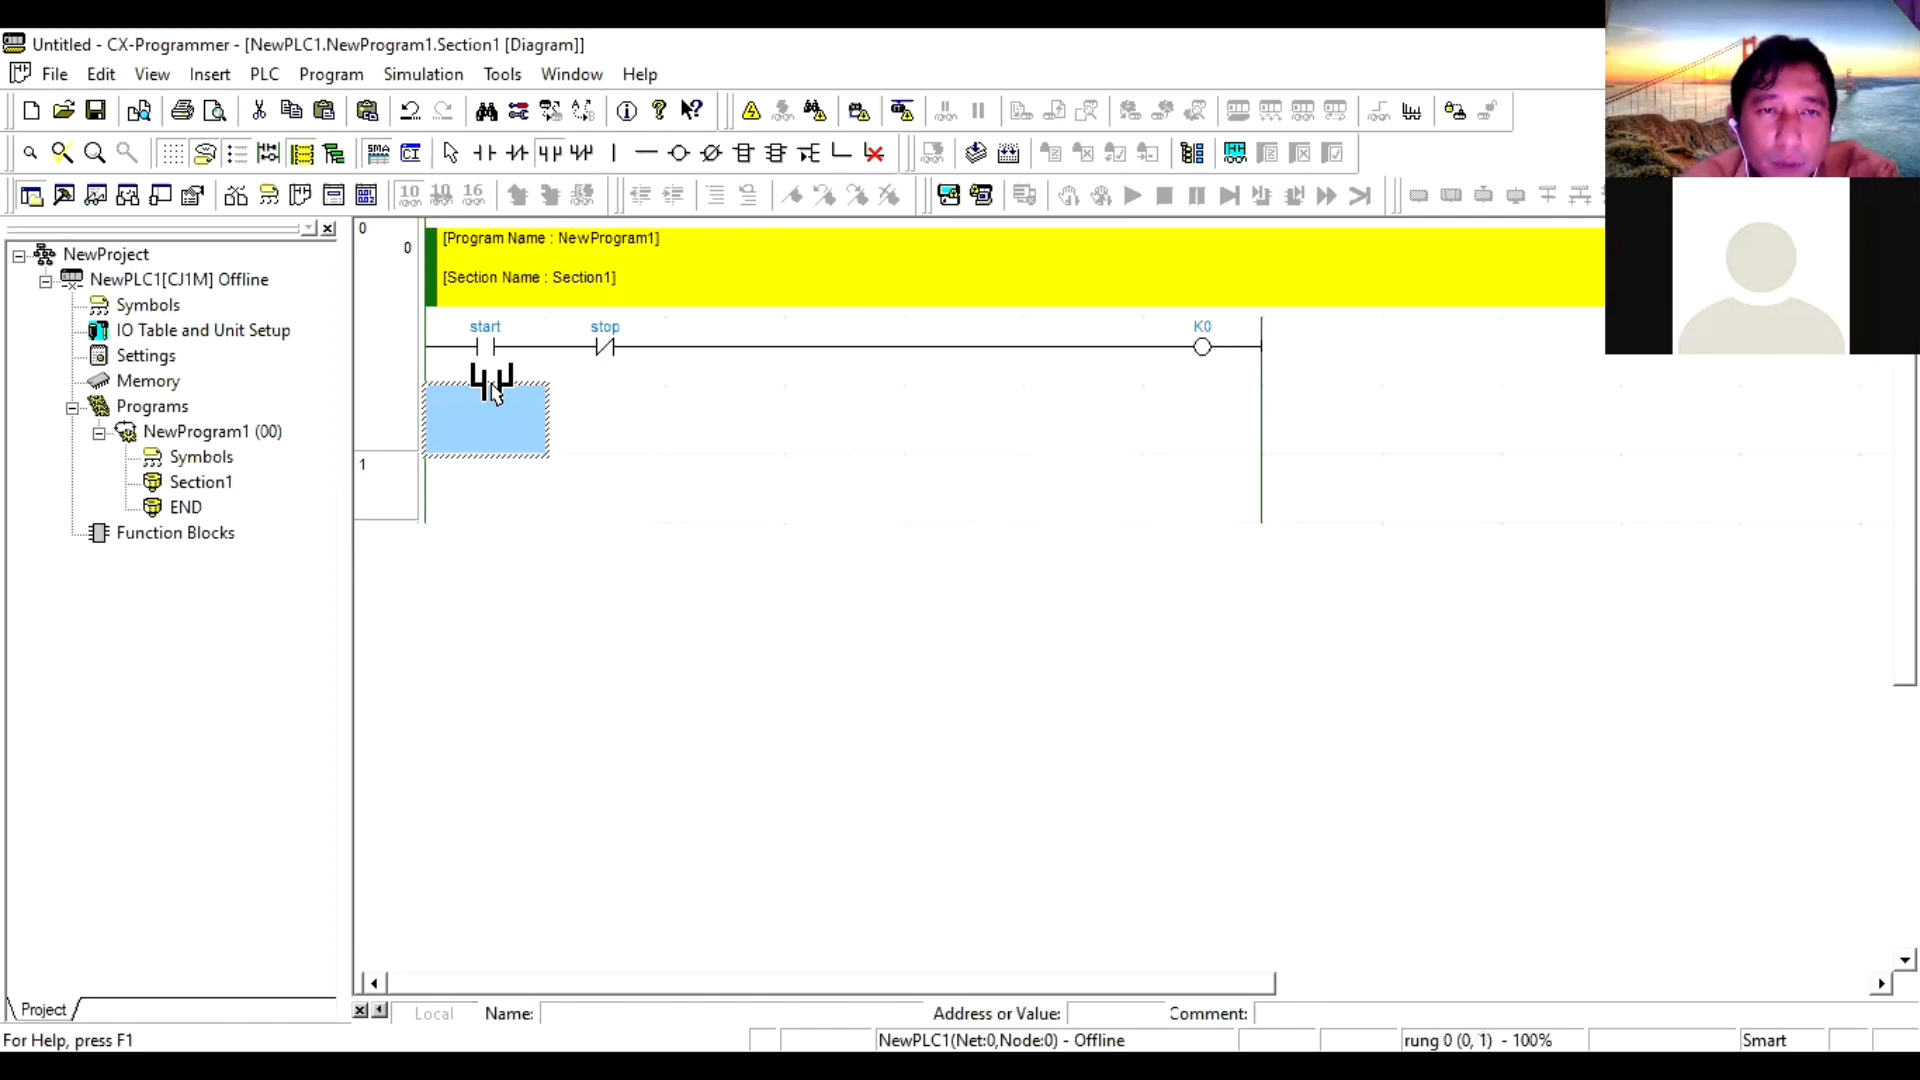 Untitled - CX-Programmer - [NewPLC1.NewProgram1.Section1 [Diagram]]
File Edit View Insert PLC Program Simulation Tools Window Help
10 10 16
NewProject
NewPLC1[CJ1M] Offline
Symbols
IO Table and Unit Setup
Settings
Memory
Programs
NewProgram1 (00)
Symbols
Section1
END
Function Blocks
Project
0
0
[Program Name : NewProgram1]
[Section Name : Section1]
start stop K0
1
Local Name: Address or Value: Comment:
For Help, press F1 NewPLC1(Net:0,Node:0) - Offline rung 0 (0, 1) - 100% Smart